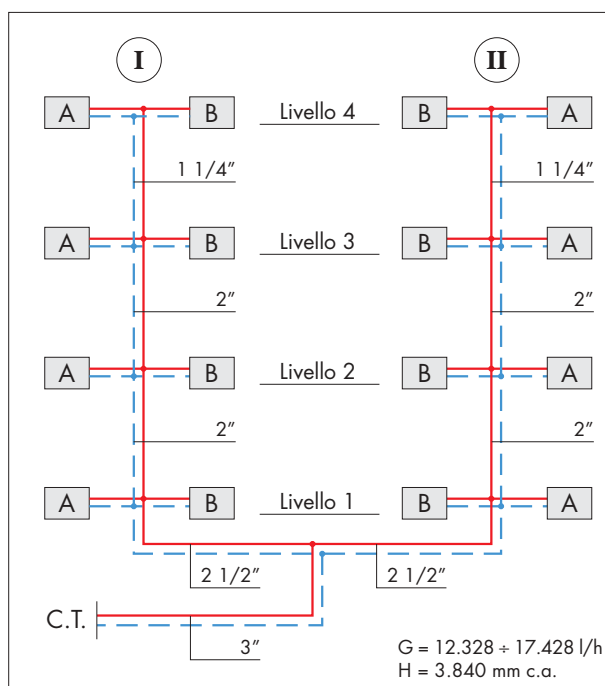 I II
A B Livello 4 B A
1 1/4” 1 1/4”
A B Livello 3 B A
2” 2”
A B Livello 2 B A
2” 2”
A B Livello 1 B A
2 1/2” 2 1/2”
C.T.
3”
G = 12.328 ÷ 17.428 l/h
H = 3.840 mm c.a.